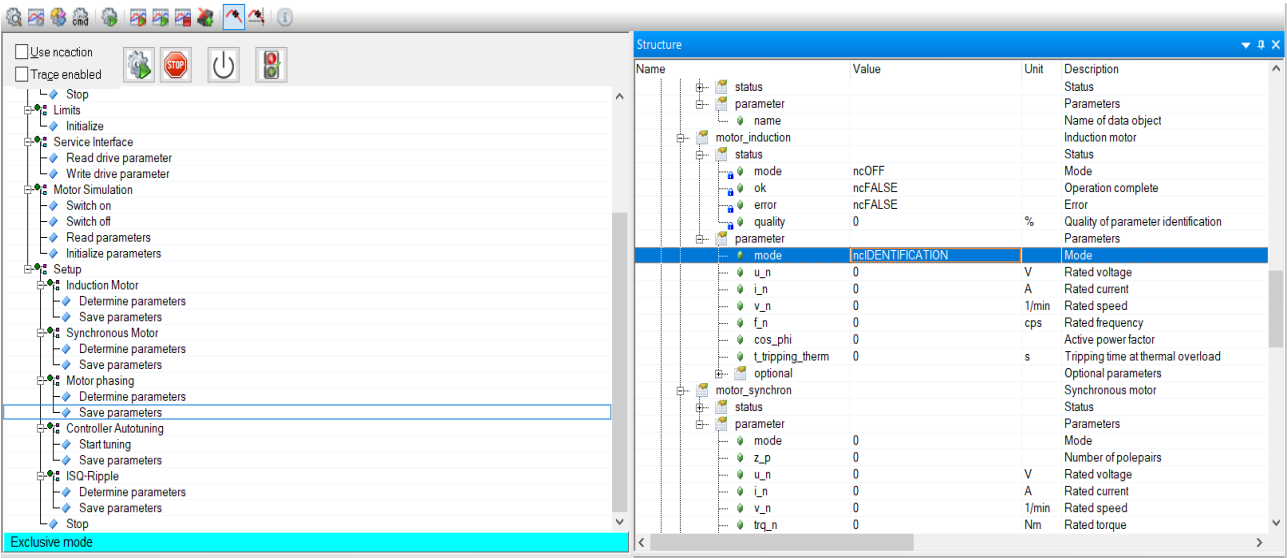 cmd
Use ncaction
Trace enabled
STOP
Stop
Limits
Initialize
Service Interface
Read drive parameter
Write drive parameter
Motor Simulation
Switch on
Switch off
Read parameters
Initialize parameters
Setup
Induction Motor
Determine parameters
Save parameters
Synchronous Motor
Determine parameters
Save parameters
Motor phasing
Determine parameters
Save parameters
Controller Autotuning
Start tuning
Save parameters
ISQ-Ripple
Determine parameters
Save parameters
Stop
Exclusive mode
Structure
Name Value Unit Description
status Status
parameter Parameters
name Name of data object
motor_induction Induction motor
status Status
mode ncOFF Mode
ok ncFALSE Operation complete
error ncFALSE Error
quality 0 % Quality of parameter identification
parameter Parameters
mode ncIDENTIFICATION Mode
u_n 0 V Rated voltage
i_n 0 A Rated current
v_n 0 1/min Rated speed
f_n 0 cps Rated frequency
cos_phi 0 Active power factor
t_tripping_therm 0 s Tripping time at thermal overload
optional Optional parameters
motor_synchron Synchronous motor
status Status
parameter Parameters
mode 0 Mode
z_p 0 Number of polepairs
u_n 0 V Rated voltage
i_n 0 A Rated current
v_n 0 1/min Rated speed
trq_n 0 Nm Rated torque